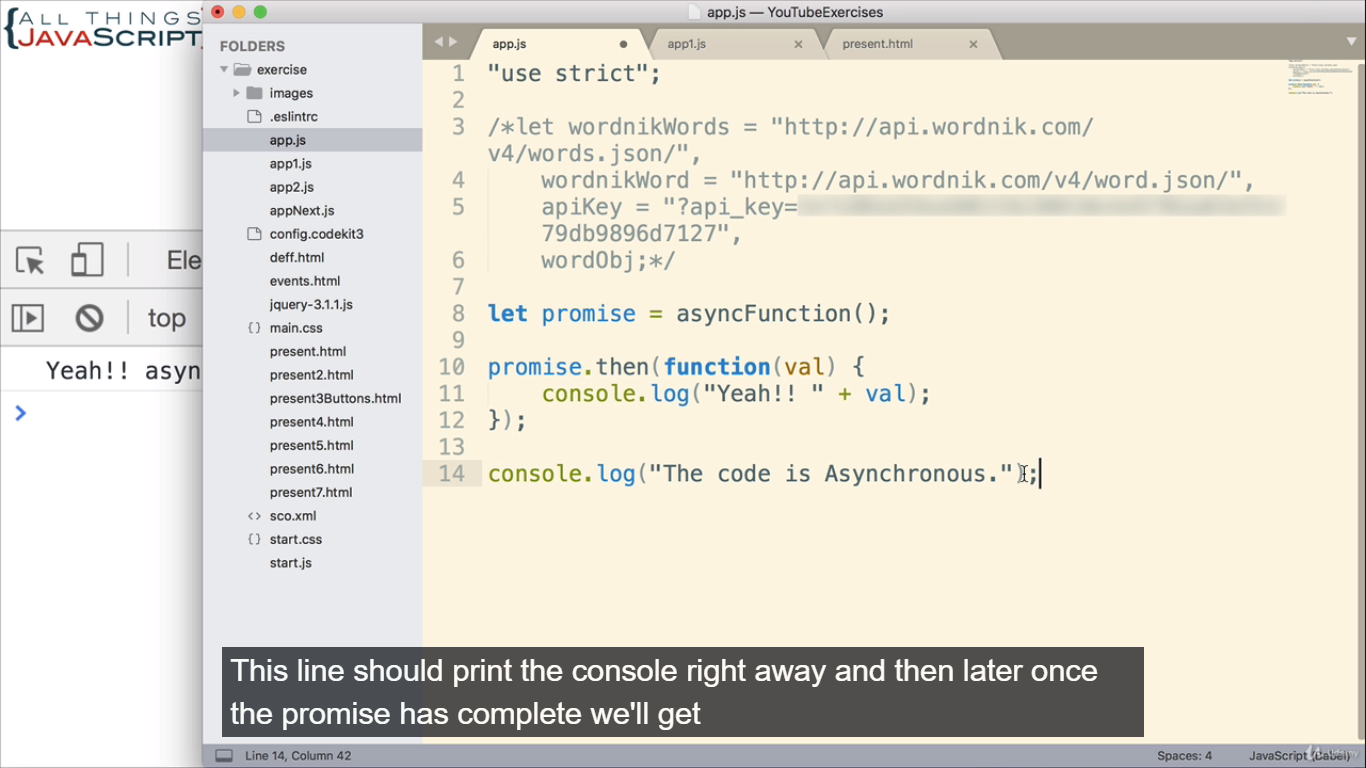 {ALL THINGS
JAVASCRIPT,
app.js — YouTubeExercises
FOLDERS
exercise
images
.eslintrc
app.js
app1.js
app2.js
appNext.js
config.codekit3
deff.html
events.html
jquery-3.1.1.js
{} main.css
present.html
present2.html
present3Buttons.html
present4.html
present5.html
present6.html
present7.html
<> sco.xml
{} start.css
start.js
app.js
app1.js
present.html
1 "use strict";
2
3 /*let wordnikWords = "http://api.wordnik.com/
v4/words.json/",
4 wordnikWord = "http://api.wordnik.com/v4/word.json/",
5 apiKey = "?api_key=
79db9896d7127",
6 wordObj;*/
7
8 let promise = asyncFunction();
9
10 promise.then(function(val) {
11 console.log("Yeah!! " + val);
12 });
13
14 console.log("The code is Asynchronous.");
Ele
top
Yeah!! asyn
This line should print the console right away and then later once
the promise has complete we'll get
Line 14, Column 42
Spaces: 4
JavaScript (Babel)